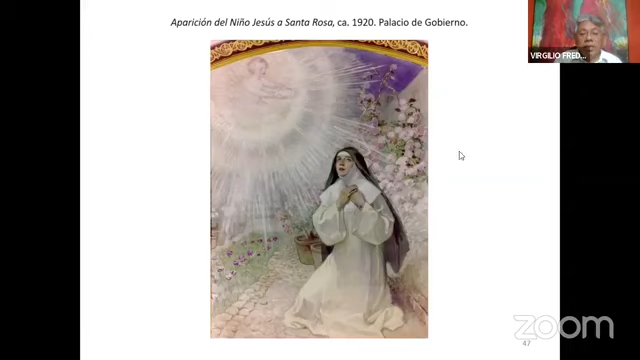 Aparición del Niño Jesús a Santa Rosa, ca. 1920. Palacio de Gobierno.
VIRGILIO FRED...
zoom
47